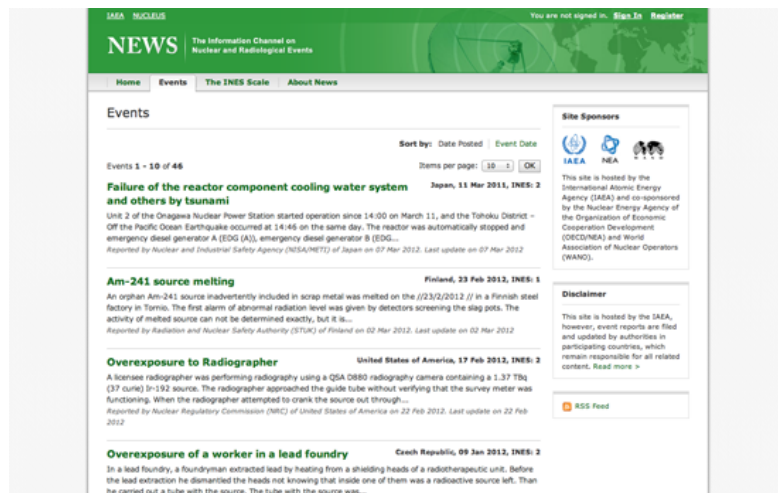 IAEA NUCLEUS
You are not signed in. Sign In Register
NEWS
The Information Channel on
Nuclear and Radiological Events
Home Events The INES Scale About News
Events
Sort by: Date Posted Event Date
Events 1 - 10 of 46
Items per page: 10 OK
Failure of the reactor component cooling water system
and others by tsunami
Japan, 11 Mar 2011, INES: 2
Unit 2 of the Onagawa Nuclear Power Station started operation since 14:00 on March 11, and the Tohoku District –
Off the Pacific Ocean Earthquake occurred at 14:46 on the same day. The reactor was automatically stopped and
emergency diesel generator A (EDG (A)), emergency diesel generator B (EDG...
Reported by Nuclear and Industrial Safety Agency (NISA/METI) of Japan on 07 Mar 2012. Last update on 07 Mar 2012
Am-241 source melting
Finland, 23 Feb 2012, INES: 1
An orphan Am-241 source inadvertently included in scrap metal was melted on the //23/2/2012 // in a Finnish steel
factory in Tornio. The first alarm of abnormal radiation level was given by detectors screening the slag pots. The
activity of melted source can not be determined exactly, but it is...
Reported by Radiation and Nuclear Safety Authority (STUK) of Finland on 02 Mar 2012. Last update on 02 Mar 2012
Overexposure to Radiographer
United States of America, 17 Feb 2012, INES: 2
A licensee radiographer was performing radiography using a QSA D880 radiography camera containing a 1.37 TBq
(37 curie) Ir-192 source. The radiographer approached the guide tube without verifying that the survey meter was
functioning. When the radiographer attempted to crank the source out through...
Reported by Nuclear Regulatory Commission (NRC) of United States of America on 22 Feb 2012. Last update on 22 Feb
2012
Overexposure of a worker in a lead foundry
Czech Republic, 09 Jan 2012, INES: 2
In a lead foundry, a foundryman extracted lead by heating from a shielding heads of a radiotherapeutic unit. Before
the lead extraction he dismantled the heads not knowing that inside one of them was a radioactive source left. Than
he carried out a tube with the source. The tube with the source was...
Site Sponsors
IAEA NEA WANO
This site is hosted by the
International Atomic Energy
Agency (IAEA) and co-sponsored
by the Nuclear Energy Agency of
the Organization of Economic
Cooperation Development
(OECD/NEA) and World
Association of Nuclear Operators
(WANO).
Disclaimer
This site is hosted by the IAEA,
however, event reports are filed
and updated by authorities in
participating countries, which
remain responsible for all related
content. Read more >
RSS Feed